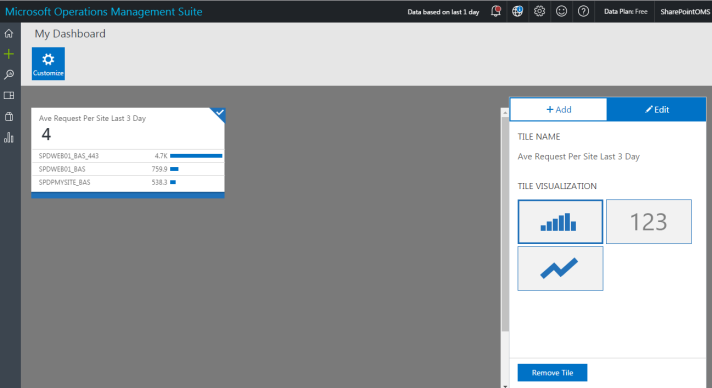 Microsoft Operations Management Suite
Data based on last 1 day
Data Plan: Free
SharePointOMS
My Dashboard
Customize
Ave Request Per Site Last 3 Day
4
SPDWEB01_BAS_443 4.7K
SPDWEB01_BAS 759.9
SPDPMYSITE_BAS 538.3
+ Add
Edit
TILE NAME
Ave Request Per Site Last 3 Day
TILE VISUALIZATION
123
Remove Tile